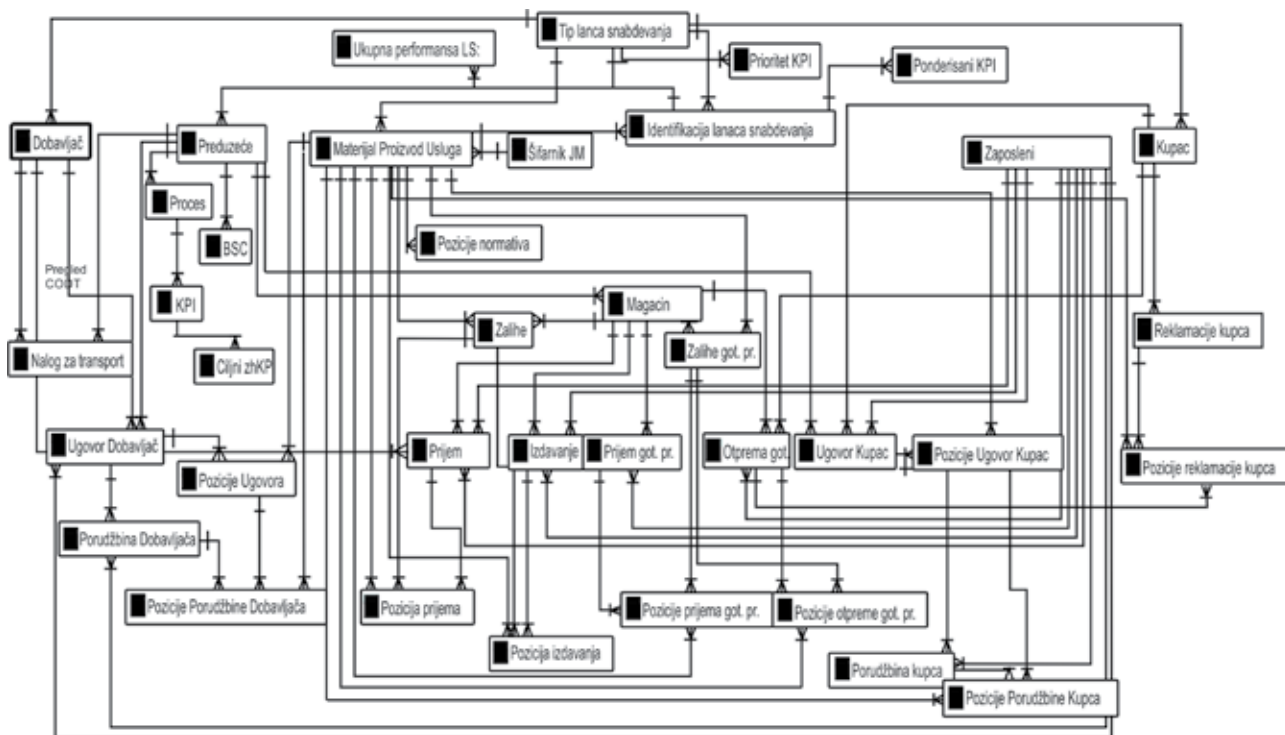 Tip lanca snabdevanja
Ukupna performansa LS:
Prioritet KPI
Ponderisani KPI
Dobavljač
Preduzeće
Materijal Proizvod Usluga
Šifarnik JM
Identifikacija lanaca snabdevanja
Zaposleni
Kupac
Proces
BSC
Pozicije normativa
Pregled
CODT
KPI
Magacin
Zalihe
Zalihe got. pr.
Reklamacije kupca
Nalog za transport
Ciljni zhKP
Ugovor Dobavljač
Prijem
Izdavanje
Prijem got. pr.
Otprema got.
Ugovor Kupac
Pozicije Ugovor Kupac
Pozicije reklamacije kupca
Pozicije Ugovora
Porudžbina Dobavljača
Pozicije Porudžbine Dobavljača
Pozicija prijema
Pozicije prijema got. pr.
Pozicije otpreme got. pr.
Pozicija izdavanja
Porudžbina kupca
Pozicije Porudžbine Kupca